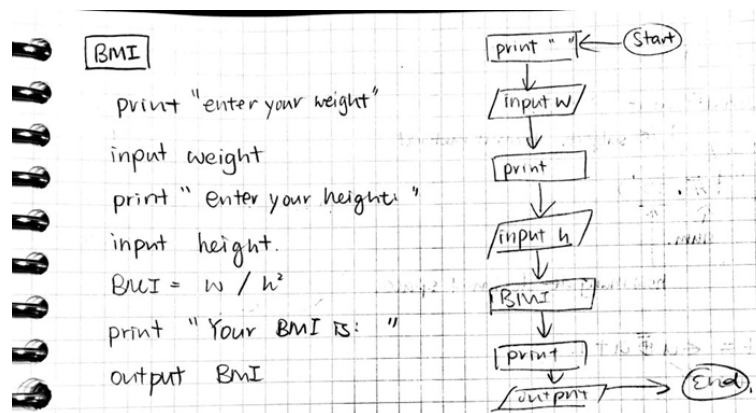 BMI
print "enter your weight"
input weight
print "enter your height: "
input height.
BMI = w / h²
print "Your BMI is: "
output BMI
Start
print " "
input w
print
input h
BMI
print
output
End.